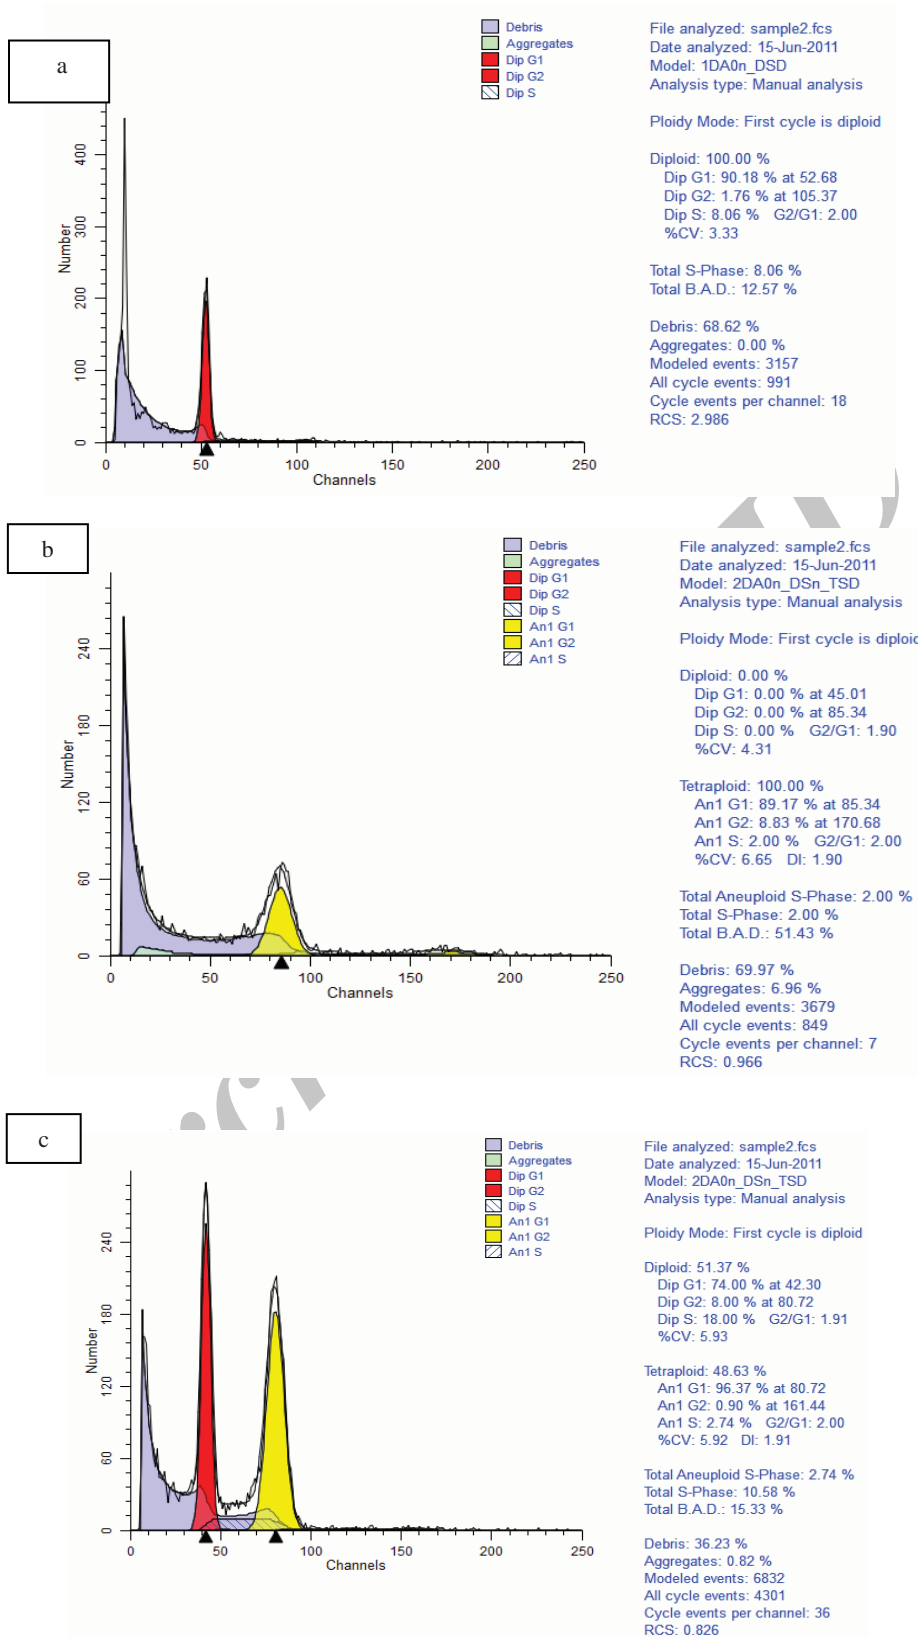 a
Debris
Aggregates
Dip G1
Dip G2
Dip S
File analyzed: sample2.fcs
Date analyzed: 15-Jun-2011
Model: 1DA0n_DSD
Analysis type: Manual analysis
Ploidy Mode: First cycle is diploid
Diploid: 100.00 %
Dip G1: 90.18 % at 52.68
Dip G2: 1.76 % at 105.37
Dip S: 8.06 % G2/G1: 2.00
%CV: 3.33
Total S-Phase: 8.06 %
Total B.A.D.: 12.57 %
Debris: 68.62 %
Aggregates: 0.00 %
Modeled events: 3157
All cycle events: 991
Cycle events per channel: 18
RCS: 2.986
Number
400
300
200
100
0
0 50 100 150 200 250
Channels
b
Debris
Aggregates
Dip G1
Dip G2
Dip S
An1 G1
An1 G2
An1 S
File analyzed: sample2.fcs
Date analyzed: 15-Jun-2011
Model: 2DA0n_DSn_TSD
Analysis type: Manual analysis
Ploidy Mode: First cycle is diploid
Diploid: 0.00 %
Dip G1: 0.00 % at 45.01
Dip G2: 0.00 % at 85.34
Dip S: 0.00 % G2/G1: 1.90
%CV: 4.31
Tetraploid: 100.00 %
An1 G1: 89.17 % at 85.34
An1 G2: 8.83 % at 170.68
An1 S: 2.00 % G2/G1: 2.00
%CV: 6.65 DI: 1.90
Total Aneuploid S-Phase: 2.00 %
Total S-Phase: 2.00 %
Total B.A.D.: 51.43 %
Debris: 69.97 %
Aggregates: 6.96 %
Modeled events: 3679
All cycle events: 849
Cycle events per channel: 7
RCS: 0.966
Number
240
180
120
60
0
0 50 100 150 200 250
Channels
c
Debris
Aggregates
Dip G1
Dip G2
Dip S
An1 G1
An1 G2
An1 S
File analyzed: sample2.fcs
Date analyzed: 15-Jun-2011
Model: 2DA0n_DSn_TSD
Analysis type: Manual analysis
Ploidy Mode: First cycle is diploid
Diploid: 51.37 %
Dip G1: 74.00 % at 42.30
Dip G2: 8.00 % at 80.72
Dip S: 18.00 % G2/G1: 1.91
%CV: 5.93
Tetraploid: 48.63 %
An1 G1: 96.37 % at 80.72
An1 G2: 0.90 % at 161.44
An1 S: 2.74 % G2/G1: 2.00
%CV: 5.92 DI: 1.91
Total Aneuploid S-Phase: 2.74 %
Total S-Phase: 10.58 %
Total B.A.D.: 15.33 %
Debris: 36.23 %
Aggregates: 0.82 %
Modeled events: 6832
All cycle events: 4301
Cycle events per channel: 36
RCS: 0.826
Number
240
180
120
60
0
0 50 100 150 200 250
Channels